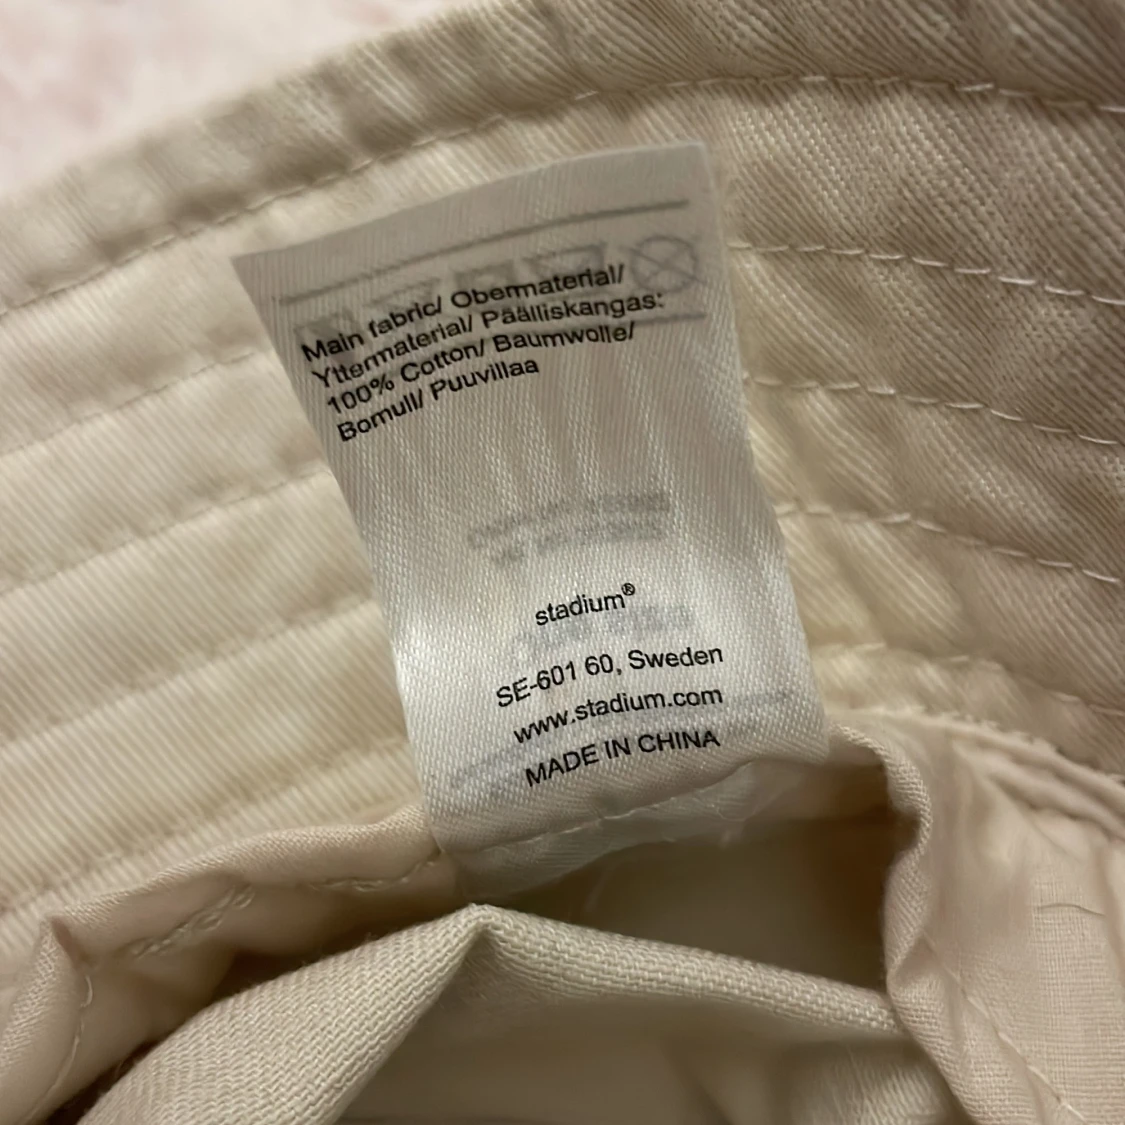 Main fabric/ Obermaterial/
Yttermaterial/ Päälliskangas:
100% Cotton/ Baumwolle/
Bomull/ Puuvillaa
stadium®
SE-601 60, Sweden
www.stadium.com
MADE IN CHINA